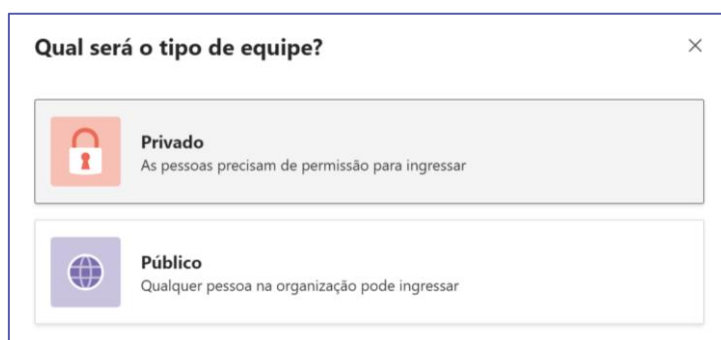 Qual será o tipo de equipe?
Privado
As pessoas precisam de permissão para ingressar
Público
Qualquer pessoa na organização pode ingressar